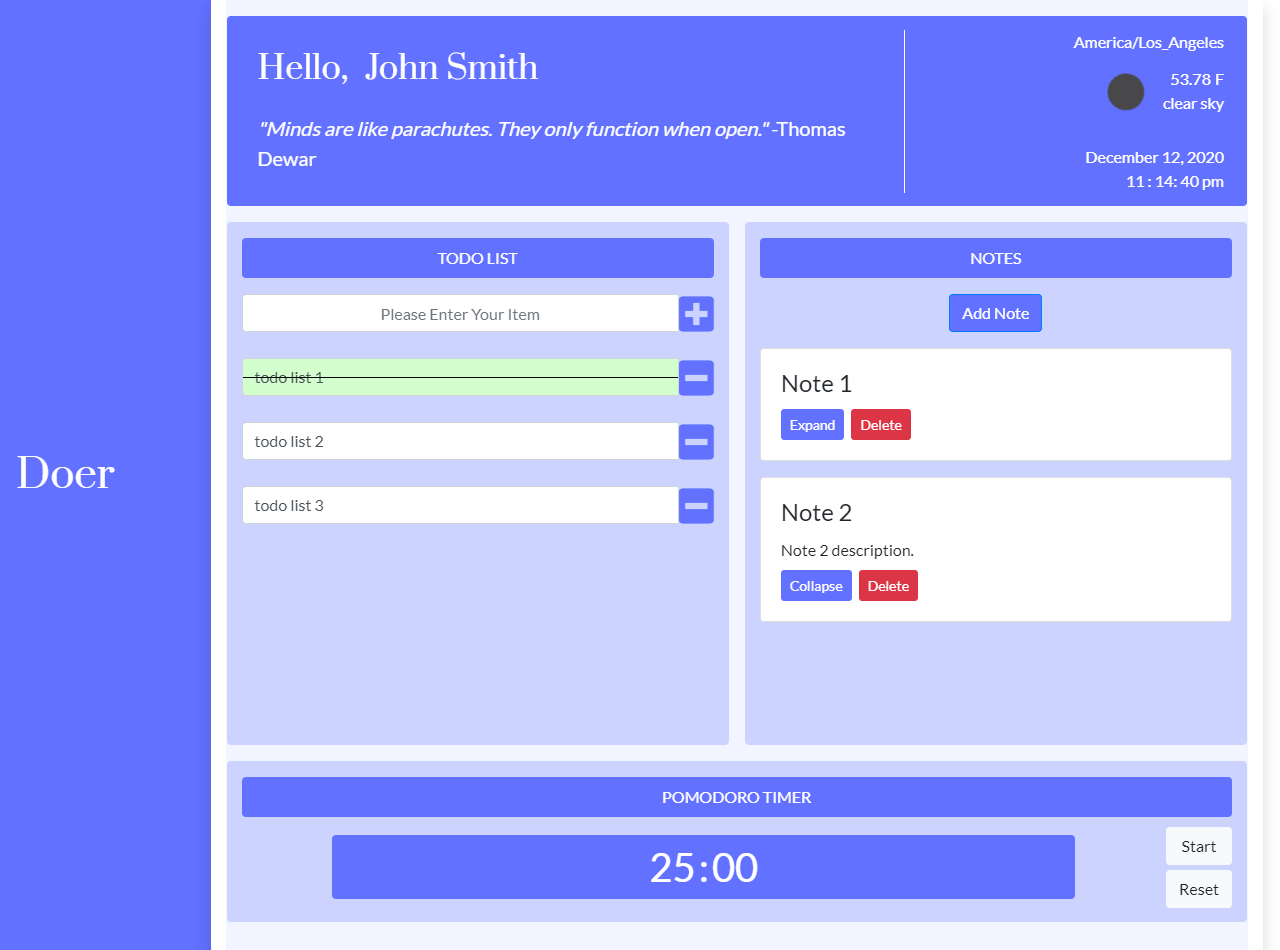 Doer
Hello, John Smith
"Minds are like parachutes. They only function when open." -Thomas
Dewar
America/Los_Angeles
53.78 F
clear sky
December 12, 2020
11 : 14: 40 pm
TODO LIST
Please Enter Your Item
todo list 1
todo list 2
todo list 3
NOTES
Add Note
Note 1
Expand Delete
Note 2
Note 2 description.
Collapse Delete
POMODORO TIMER
25:00
Start
Reset